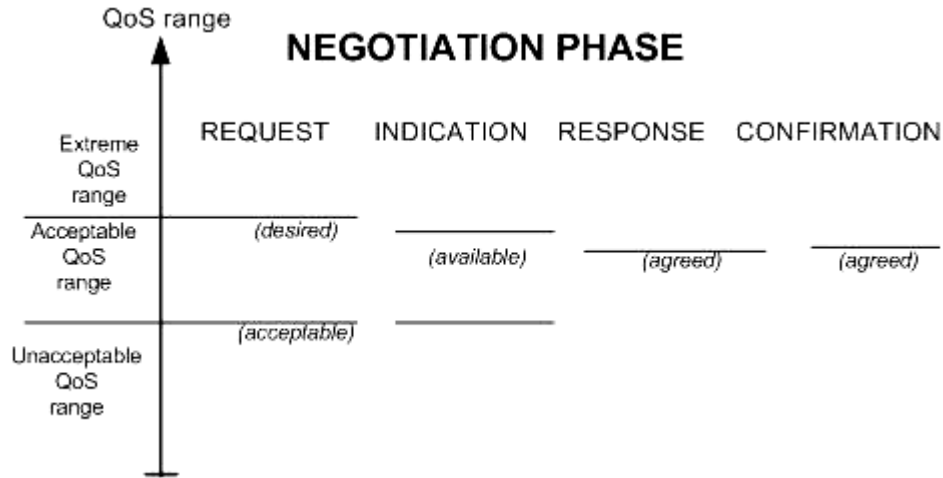 QoS range
NEGOTIATION PHASE
REQUEST
INDICATION
RESPONSE
CONFIRMATION
Extreme
QoS
range
Acceptable
QoS
range
(desired)
(available)
(agreed)
(agreed)
(acceptable)
Unacceptable
QoS
range